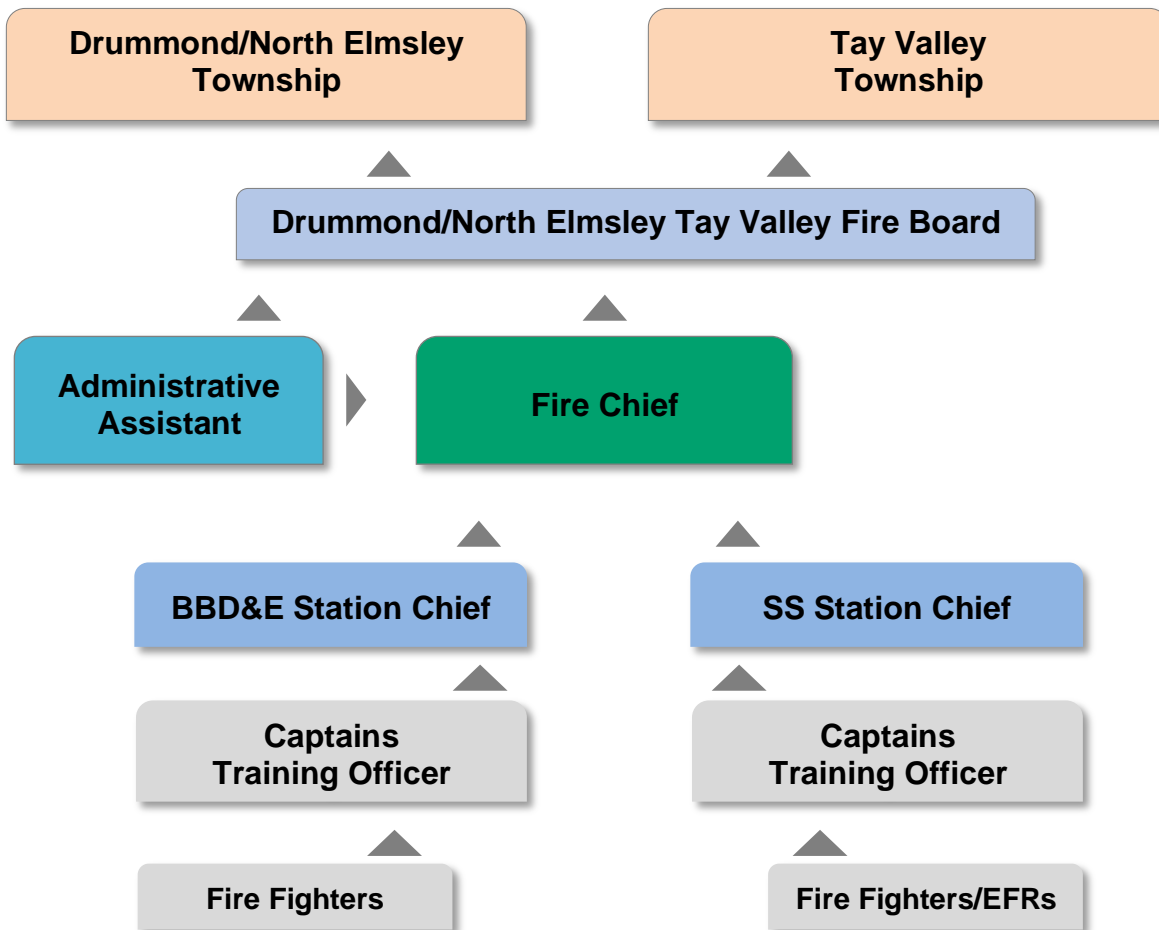 Drummond/North Elmsley
Township
Tay Valley
Township
Drummond/North Elmsley Tay Valley Fire Board
Administrative
Assistant
Fire Chief
BBD&E Station Chief
SS Station Chief
Captains
Training Officer
Captains
Training Officer
Fire Fighters
Fire Fighters/EFRs